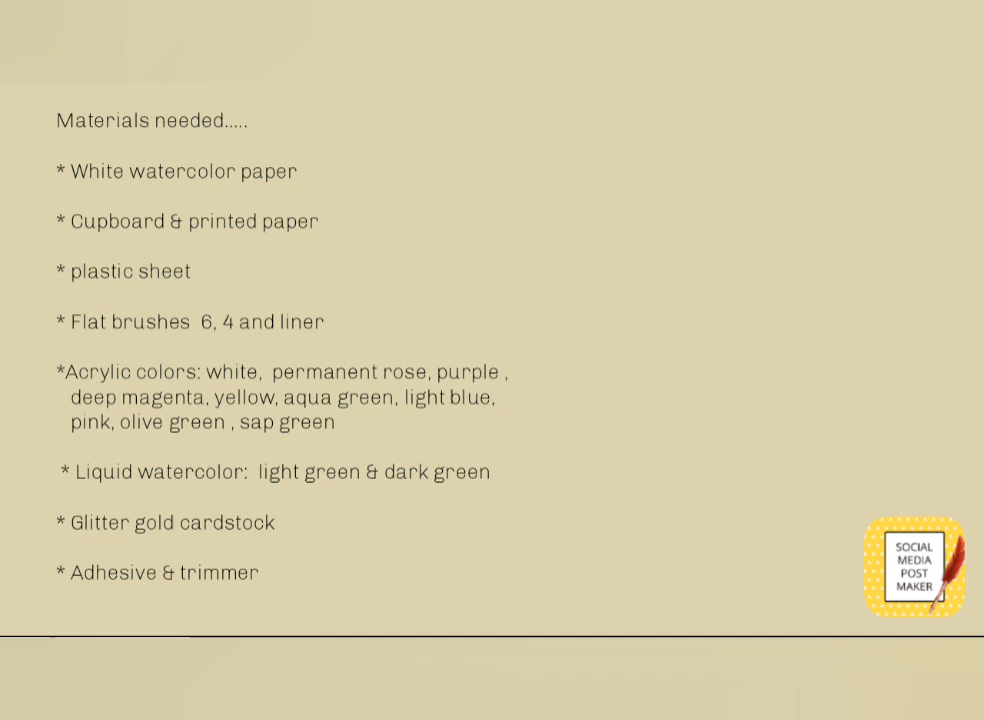 Materials needed.....
* White watercolor paper
* Cupboard & printed paper
* plastic sheet
* Flat brushes  6, 4 and liner
*Acrylic colors: white,  permanent rose, purple ,
deep magenta, yellow, aqua green, light blue,
pink, olive green , sap green
* Liquid watercolor:  light green & dark green
* Glitter gold cardstock
* Adhesive & trimmer
SOCIAL
MEDIA
POST
MAKER